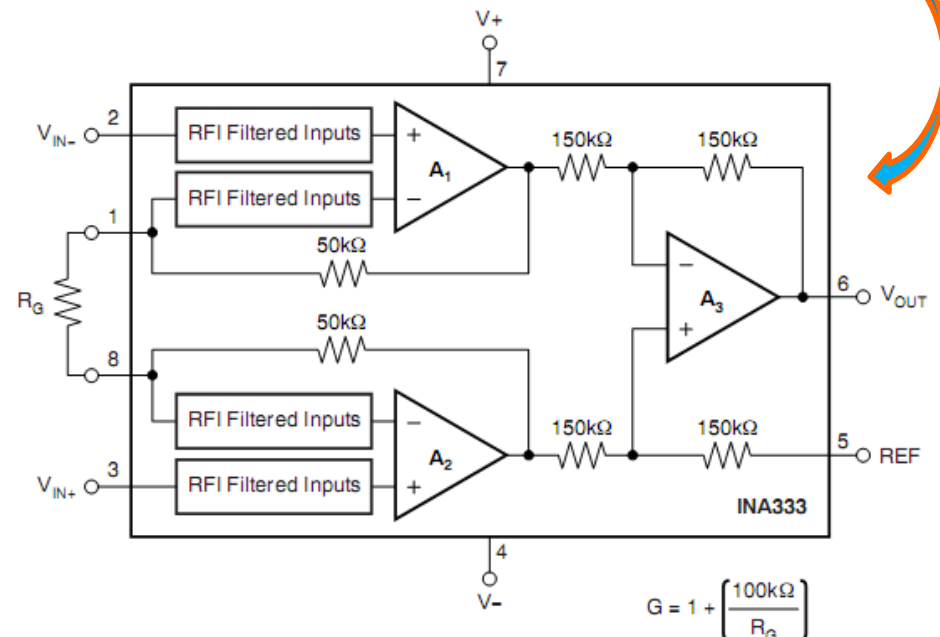 V+
7
2
VIN-
RFI Filtered Inputs
+
A1
150kΩ
150kΩ
RFI Filtered Inputs
-
1
50kΩ
RG
-
A3
+
6
VOUT
50kΩ
8
RFI Filtered Inputs
-
A2
150kΩ
150kΩ
5
REF
3
VIN+
RFI Filtered Inputs
+
INA333
4
V-
G = 1 + (100kΩ
RG)